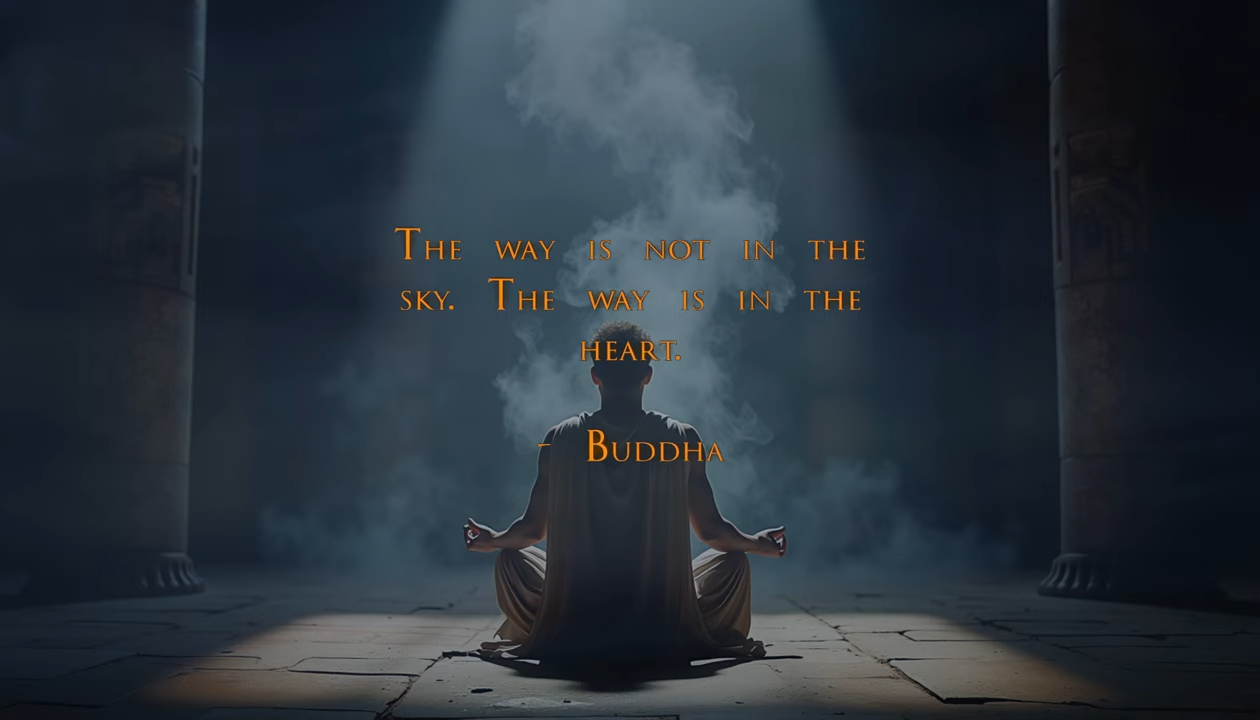 The way is not in the
sky. The way is in the
heart.
- Buddha